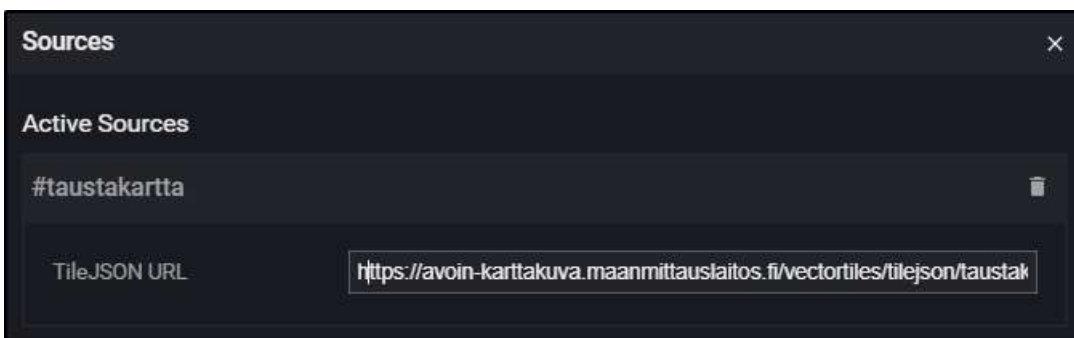 Sources
Active Sources
#taustakartta
TileJSON URL https://avoin-karttakuva.maanmittauslaitos.fi/vectortiles/tilejson/taustak